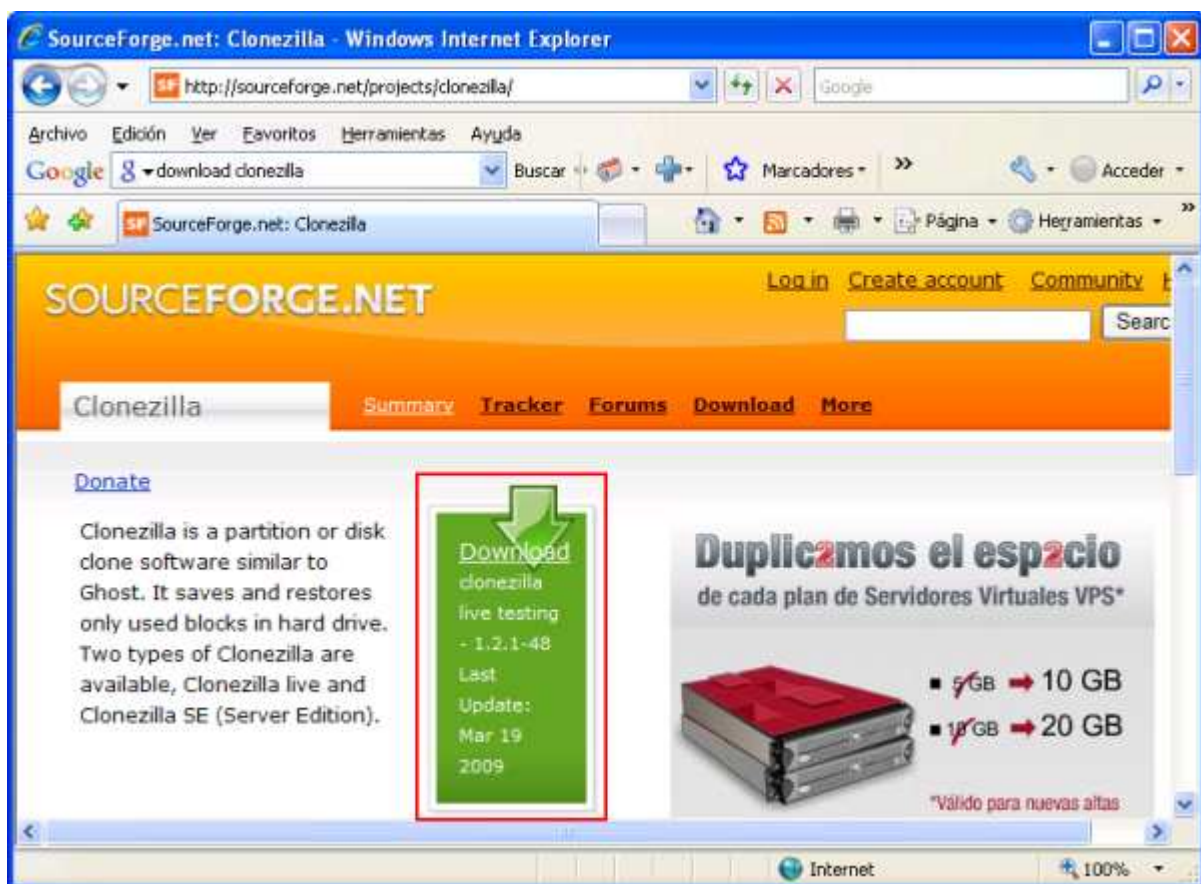 SourceForge.net: Clonezilla - Windows Internet Explorer
http://sourceforge.net/projects/clonezilla/
Google
Archivo Edición Ver Favoritos Herramientas Ayuda
Google download clonezilla Buscar Marcadores Acceder
SourceForge.net: Clonezilla Página Herramientas
SOURCEFORGE.NET
Log in Create account Community
Searc
Clonezilla Summary Tracker Forums Download More
Donate
Clonezilla is a partition or disk
clone software similar to
Ghost. It saves and restores
only used blocks in hard drive.
Two types of Clonezilla are
available, Clonezilla live and
Clonezilla SE (Server Edition).
Download
clonezilla
live testing
- 1.2.1-48
Last
Update:
Mar 19
2009
Duplic2mos el esp2cio
de cada plan de Servidores Virtuales VPS*
5 GB 10 GB
10 GB 20 GB
*Válido para nuevas altas
Internet 100%